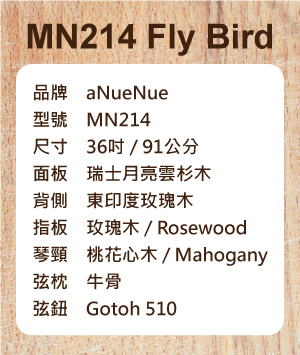 MN214 Fly Bird
品牌 aNueNue
型號 MN214
尺寸 36吋 / 91公分
面板 瑞士月亮雲杉木
背側 東印度玫瑰木
指板 玫瑰木 / Rosewood
琴頸 桃花心木 / Mahogany
弦枕 牛骨
弦鈕 Gotoh 510